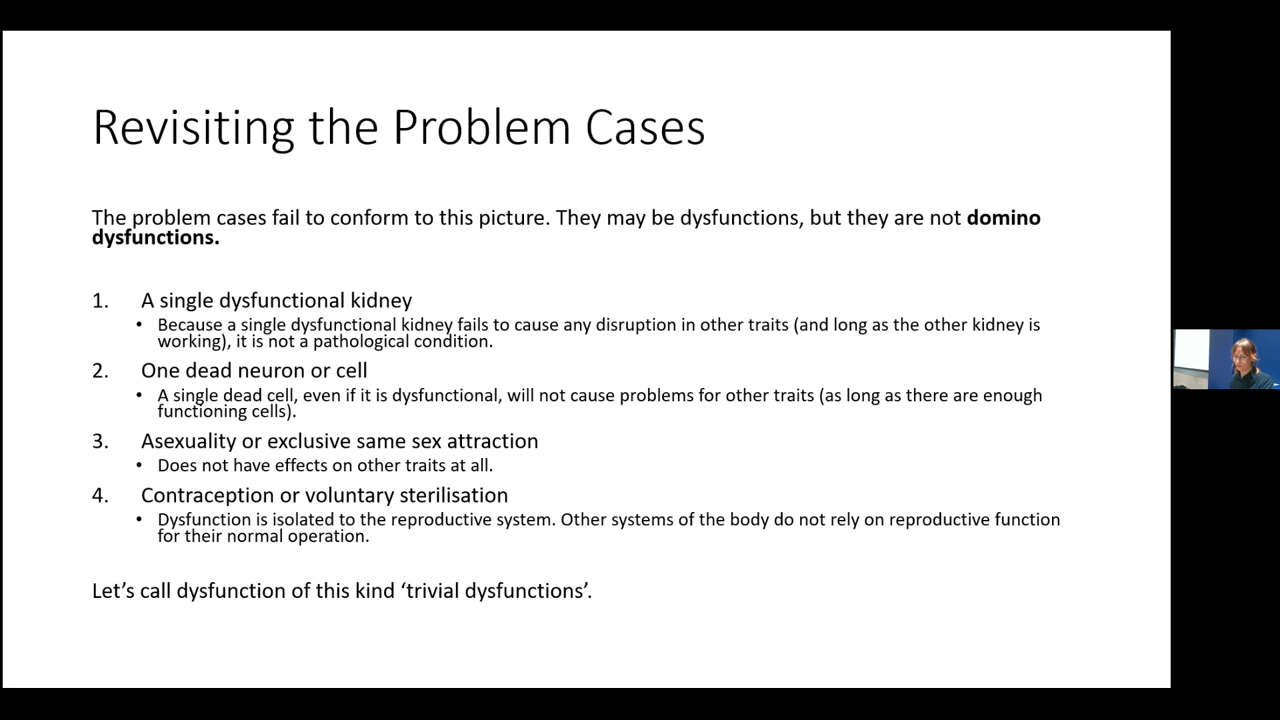 Revisiting the Problem Cases
The problem cases fail to conform to this picture. They may be dysfunctions, but they are not domino
dysfunctions.
1. A single dysfunctional kidney
• Because a single dysfunctional kidney fails to cause any disruption in other traits (and long as the other kidney is
working), it is not a pathological condition.
2. One dead neuron or cell
• A single dead cell, even if it is dysfunctional, will not cause problems for other traits (as long as there are enough
functioning cells).
3. Asexuality or exclusive same sex attraction
• Does not have effects on other traits at all.
4. Contraception or voluntary sterilisation
• Dysfunction is isolated to the reproductive system. Other systems of the body do not rely on reproductive function
for their normal operation.
Let’s call dysfunction of this kind ‘trivial dysfunctions’.